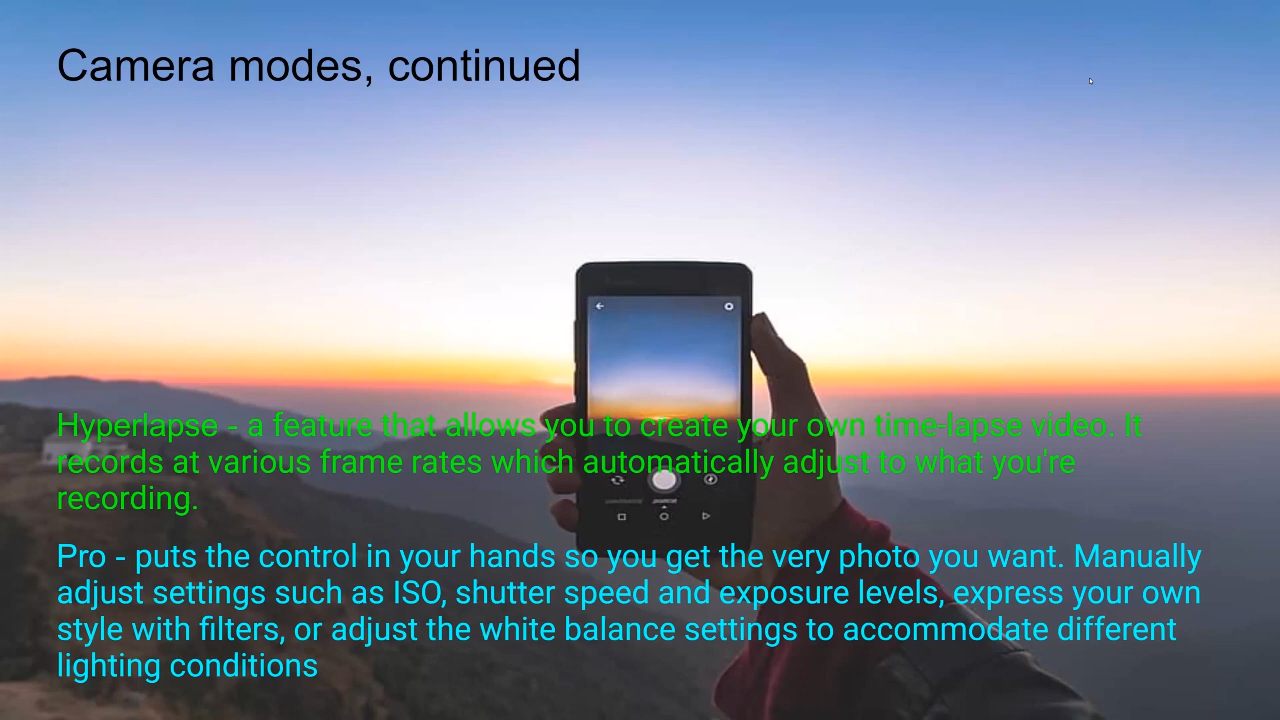 Camera modes, continued
Hyperlapse - a feature that allows you to create your own time-lapse video. It
records at various frame rates which automatically adjust to what you're
recording.
Pro - puts the control in your hands so you get the very photo you want. Manually
adjust settings such as ISO, shutter speed and exposure levels, express your own
style with filters, or adjust the white balance settings to accommodate different
lighting conditions